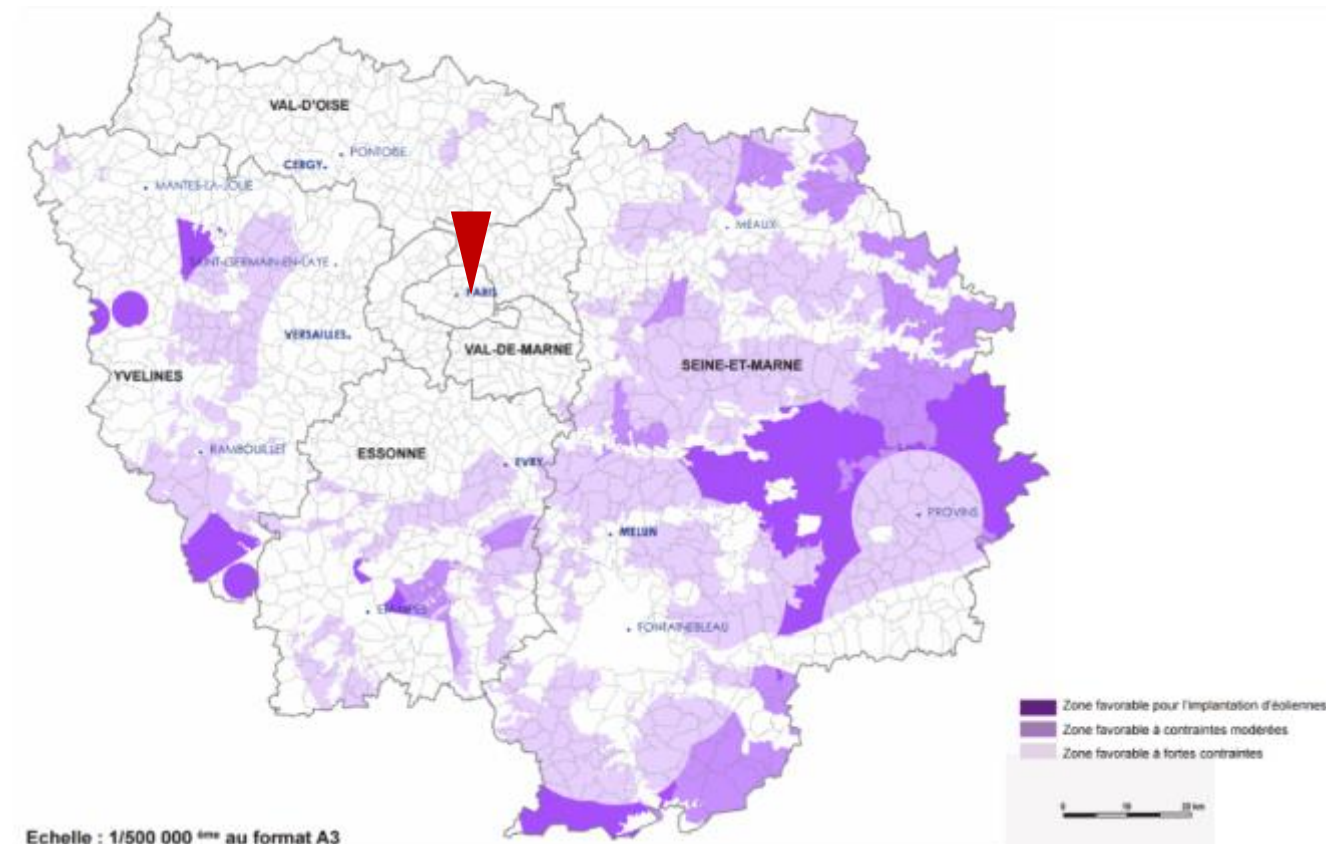 VAL-D'OISE
PONTOISE
CERGY
MANTES-LA-JOLIE
MEAUX
SAINT-GERMAIN-EN-LAYE
PARIS
VERSAILLES
VAL-DE-MARNE
SEINE-ET-MARNE
YVELINES
RAMBOUILLET
ESSONNE
EVRY
PROVINS
MELUN
ETAMPES
FONTAINEBLEAU
Zone favorable pour l'implantation d'éoliennes
Zone favorable à contraintes modérées
Zone favorable à fortes contraintes
0 10 20 km
Echelle : 1/500 000 ème au format A3